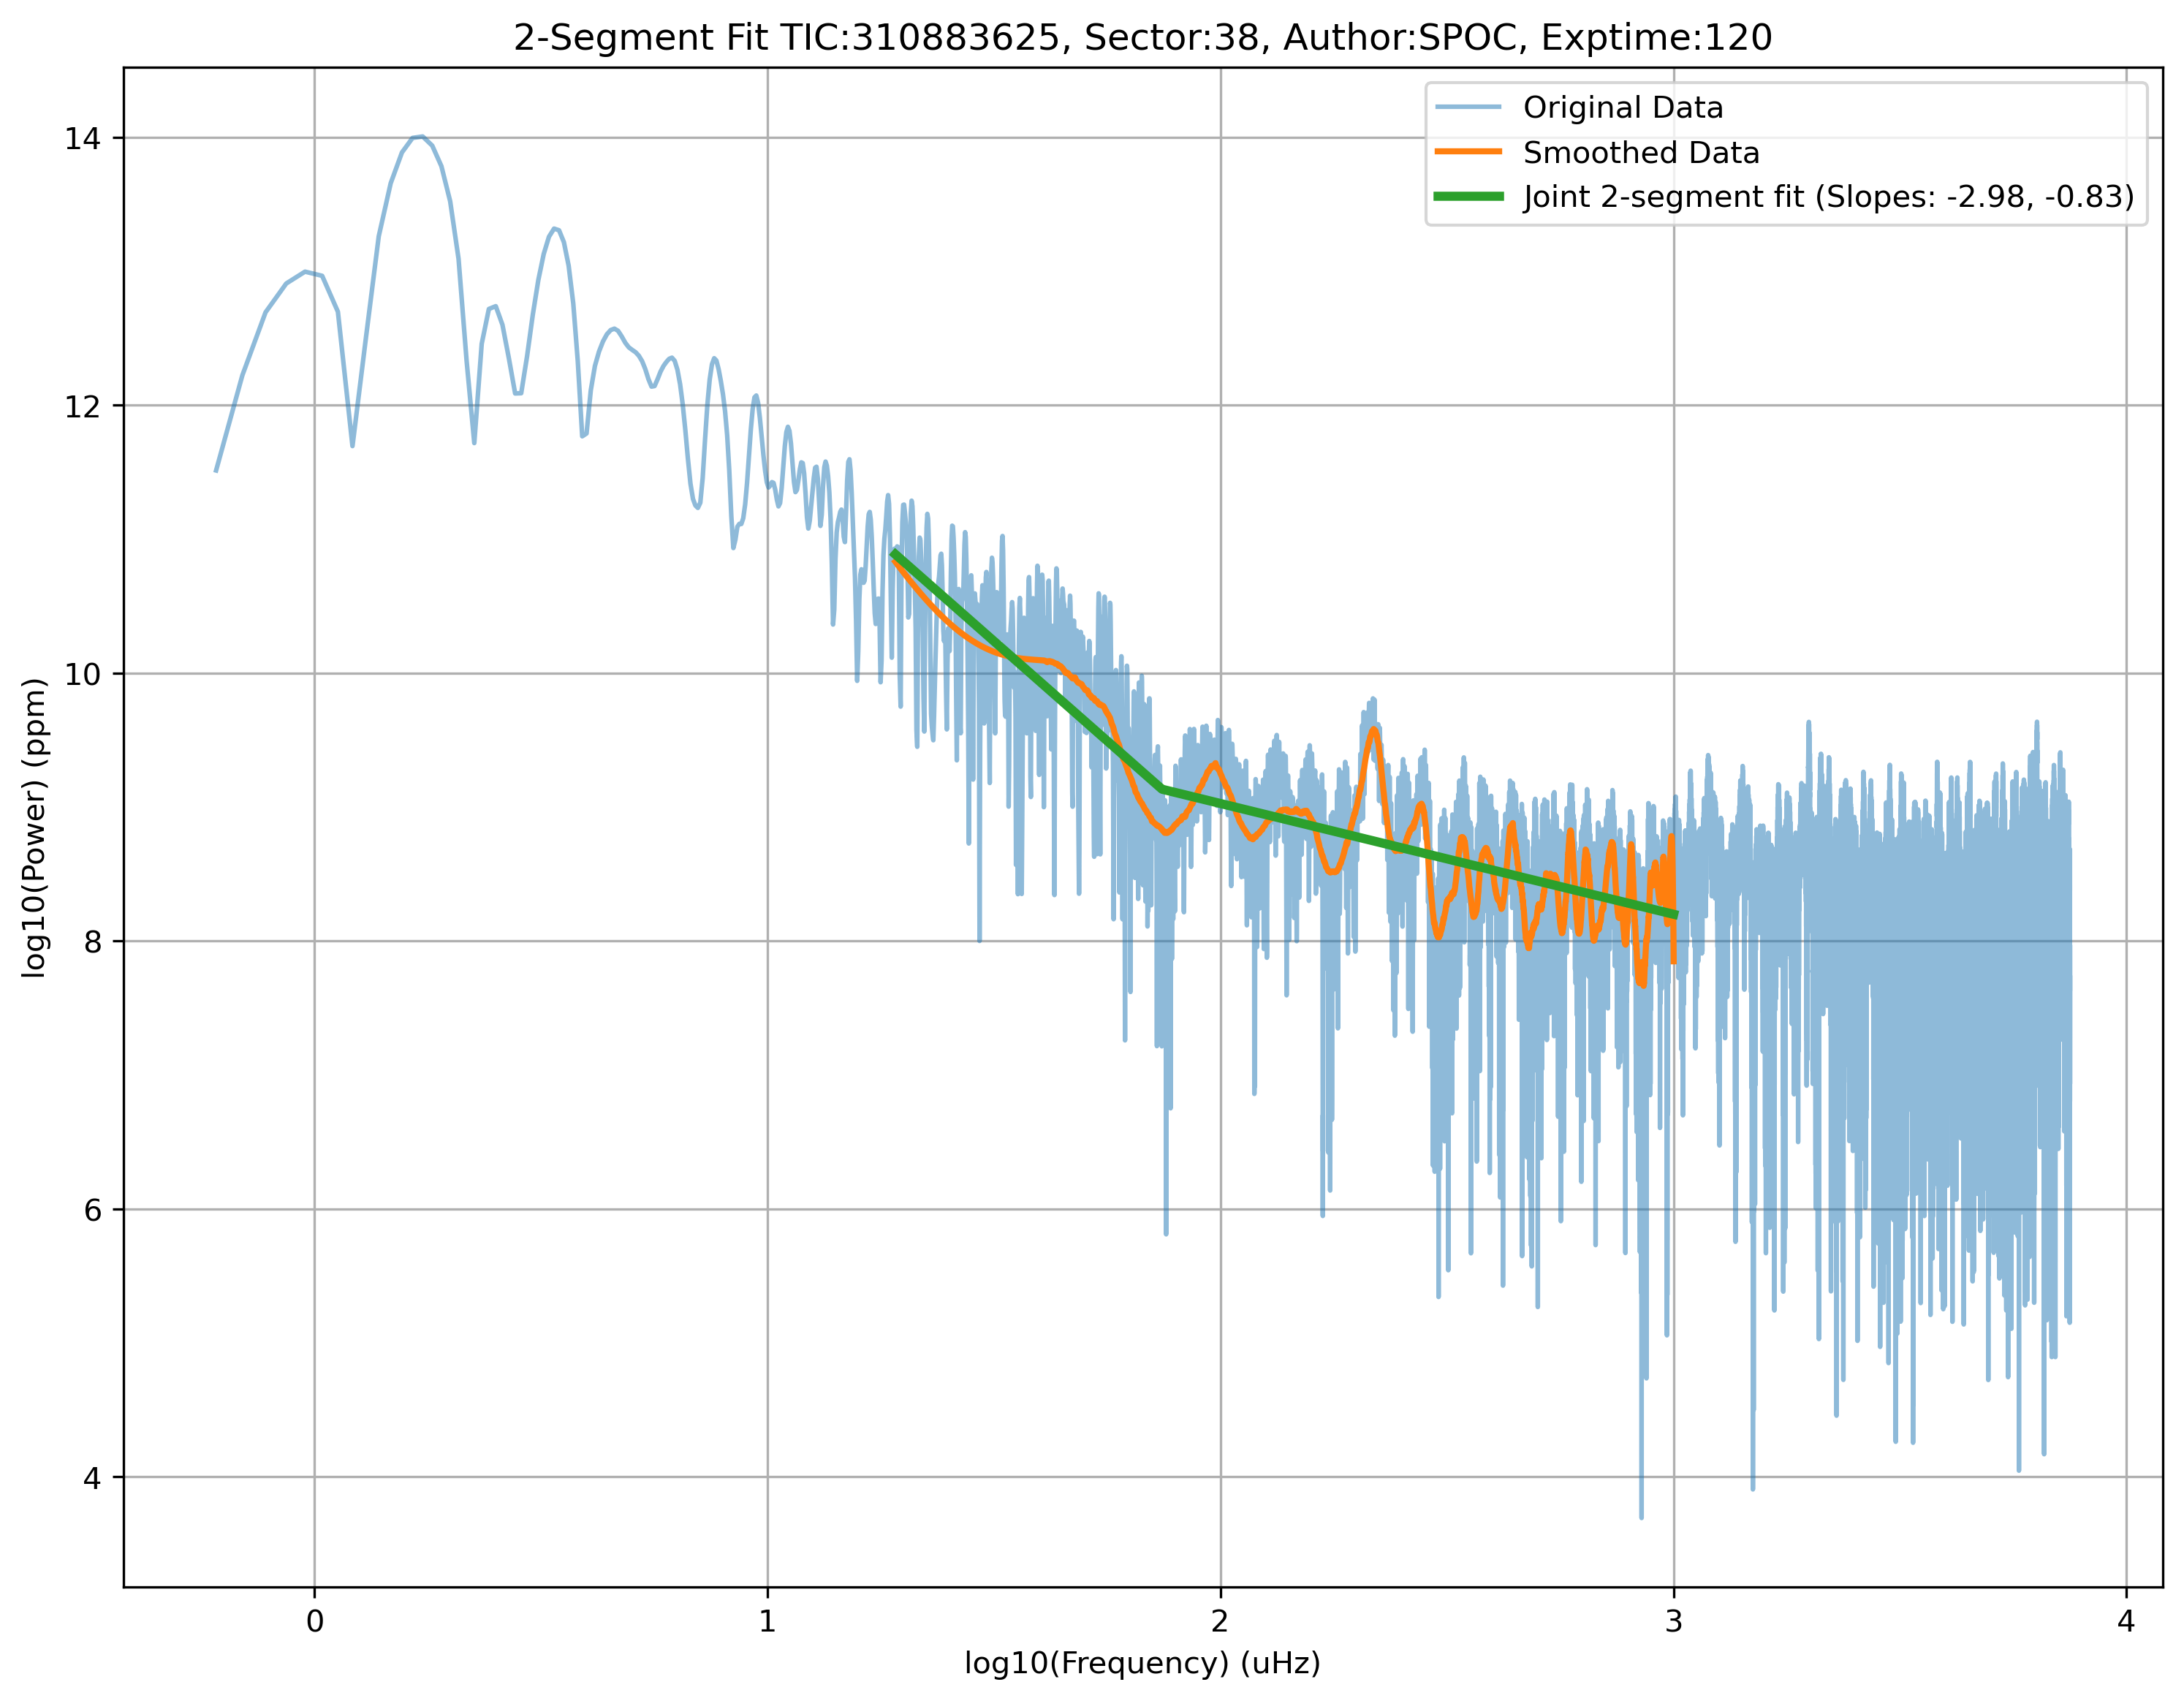 2-Segment Fit TIC:310883625, Sector:38, Author:SPOC, Exptime:120
Original Data
Smoothed Data
Joint 2-segment fit (Slopes: -2.98, -0.83)
log10(Power) (ppm)
14
12
10
8
6
4
0 1 2 3 4
log10(Frequency) (uHz)